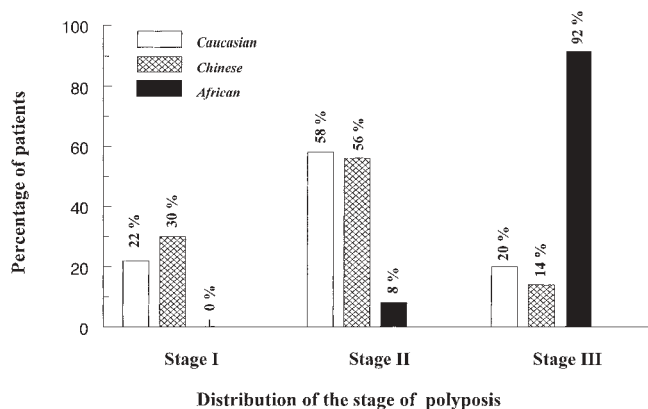 100
80
60
40
20
0
Percentage of patients
Caucasian
Chinese
African
22 %
30 %
0 %
58 %
56 %
8 %
20 %
14 %
92 %
Stage I
Stage II
Stage III
Distribution of the stage of polyposis